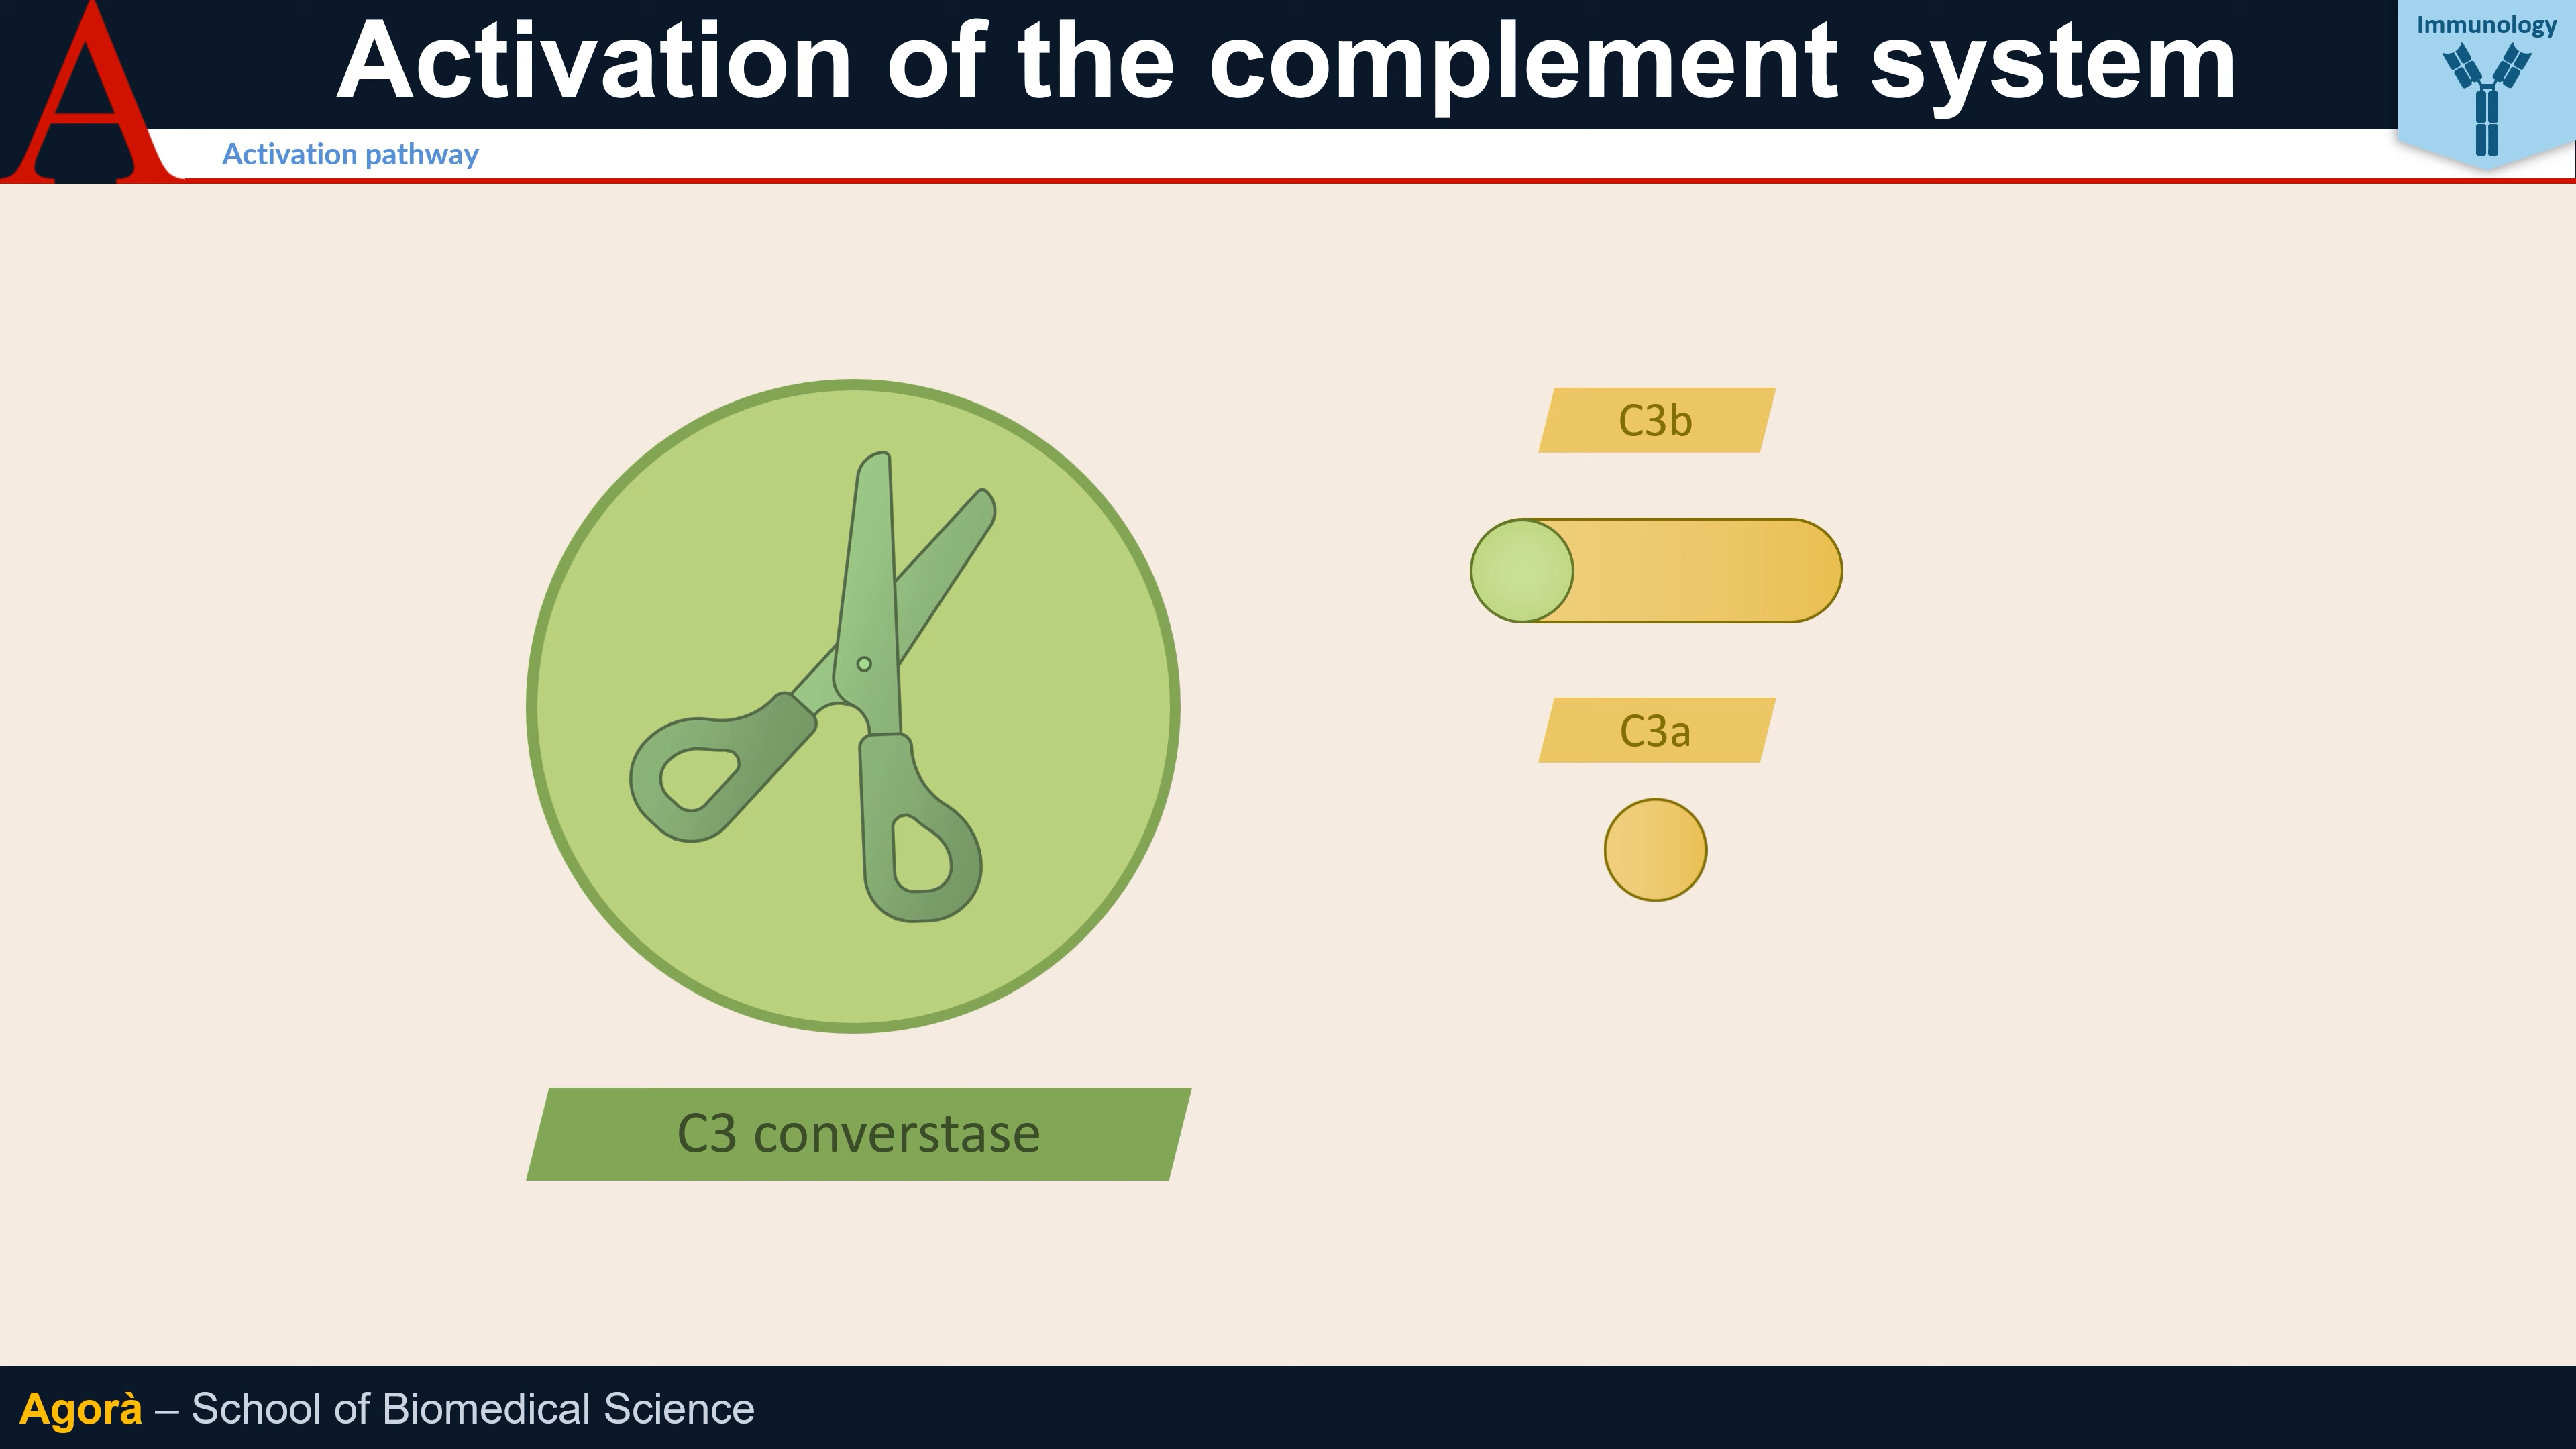 A
Activation of the complement system
Immunology
Activation pathway
C3b
C3a
C3 converstase
Agorà – School of Biomedical Science